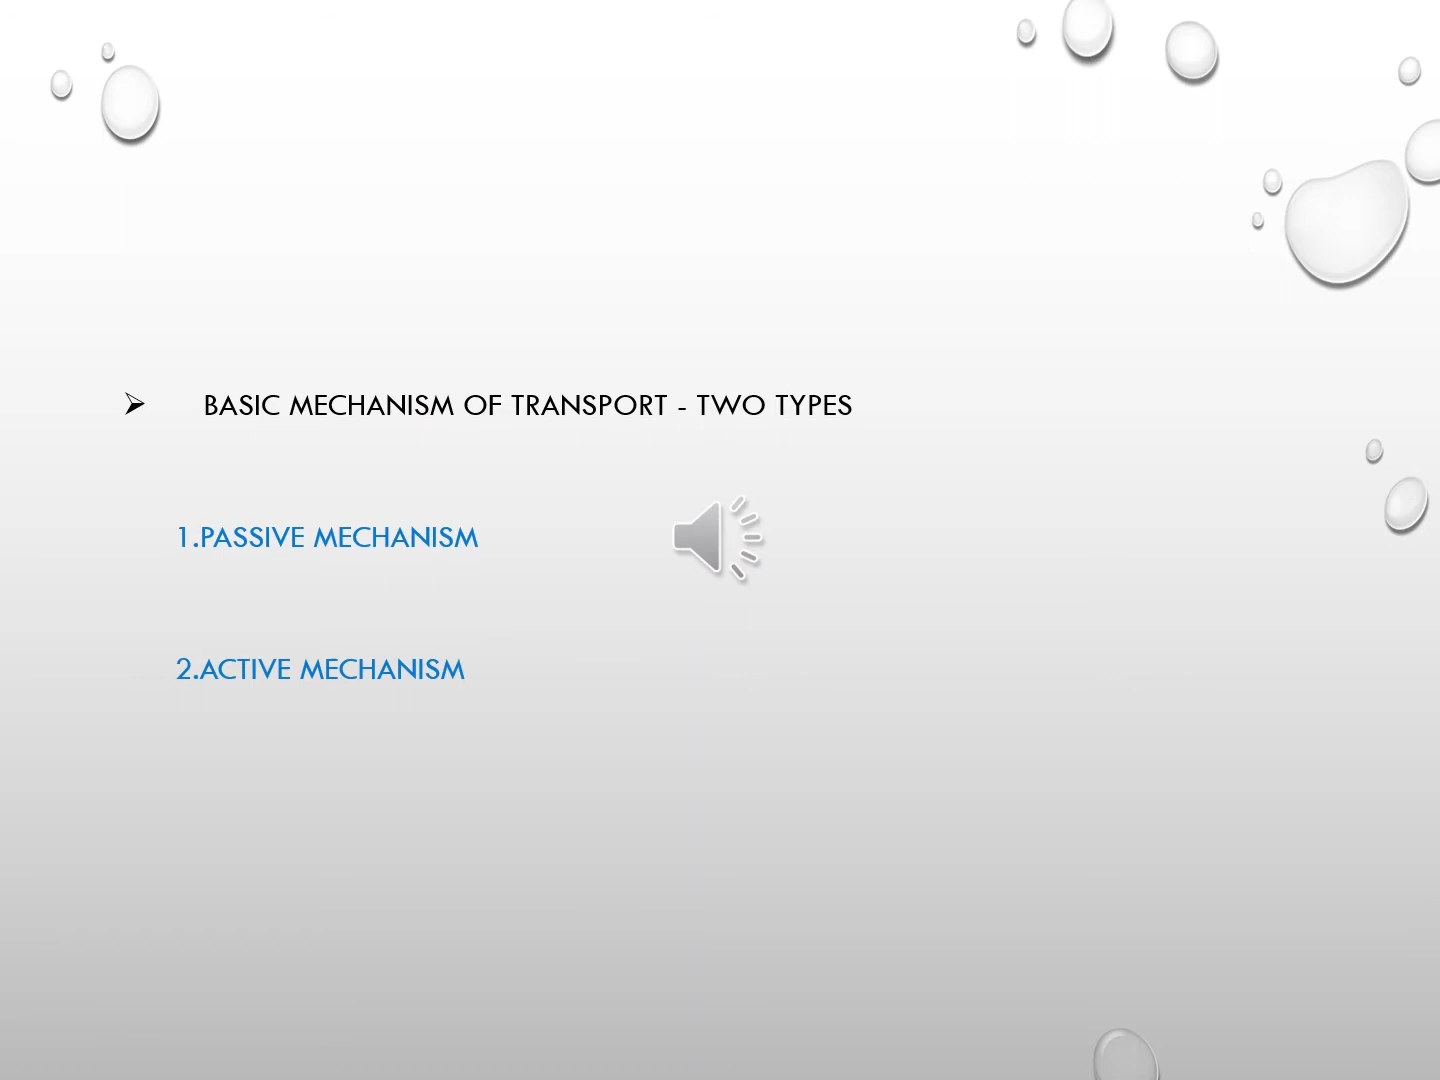 BASIC MECHANISM OF TRANSPORT - TWO TYPES
1.PASSIVE MECHANISM
2.ACTIVE MECHANISM